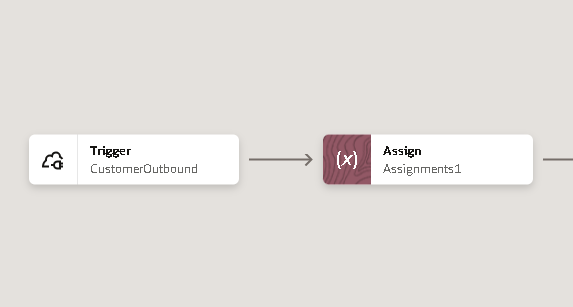 Trigger
CustomerOutbound
(x)
Assign
Assignments1